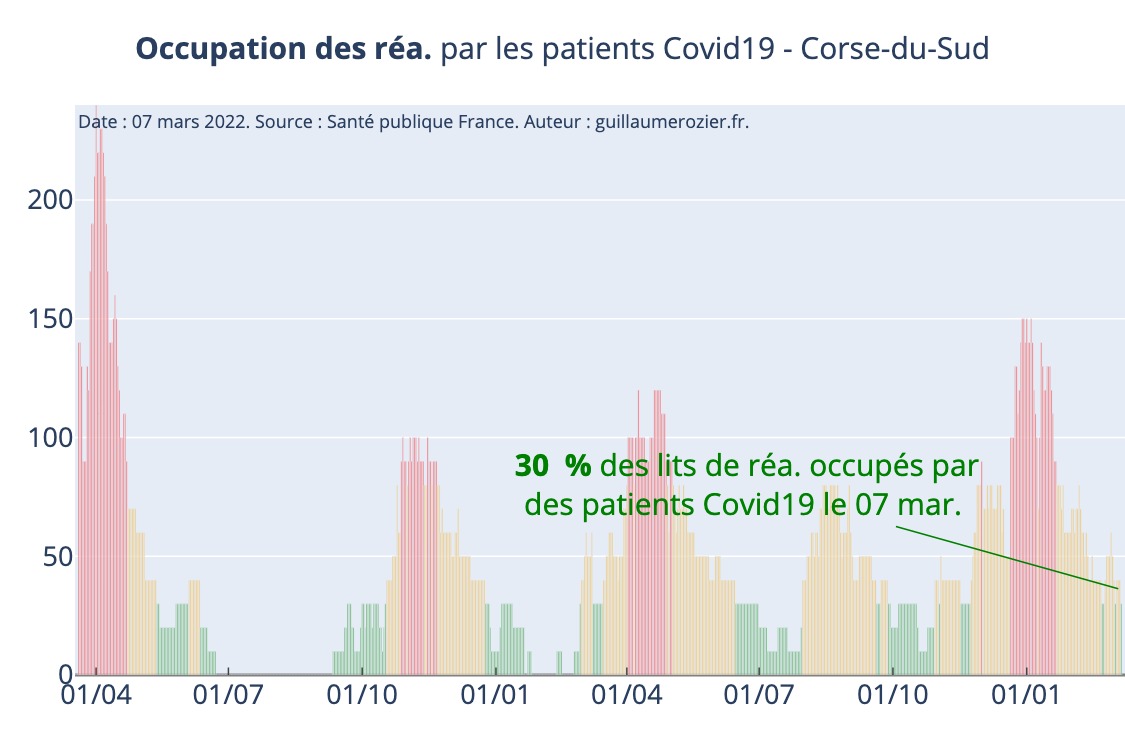 Occupation des réa. par les patients Covid19 - Corse-du-Sud
Date : 07 mars 2022. Source : Santé publique France. Auteur : guillaumerozier.fr.
200
150
100
30 % des lits de réa. occupés par
des patients Covid19 le 07 mar.
50
0
01/04 01/07 01/10 01/01 01/04 01/07 01/10 01/01